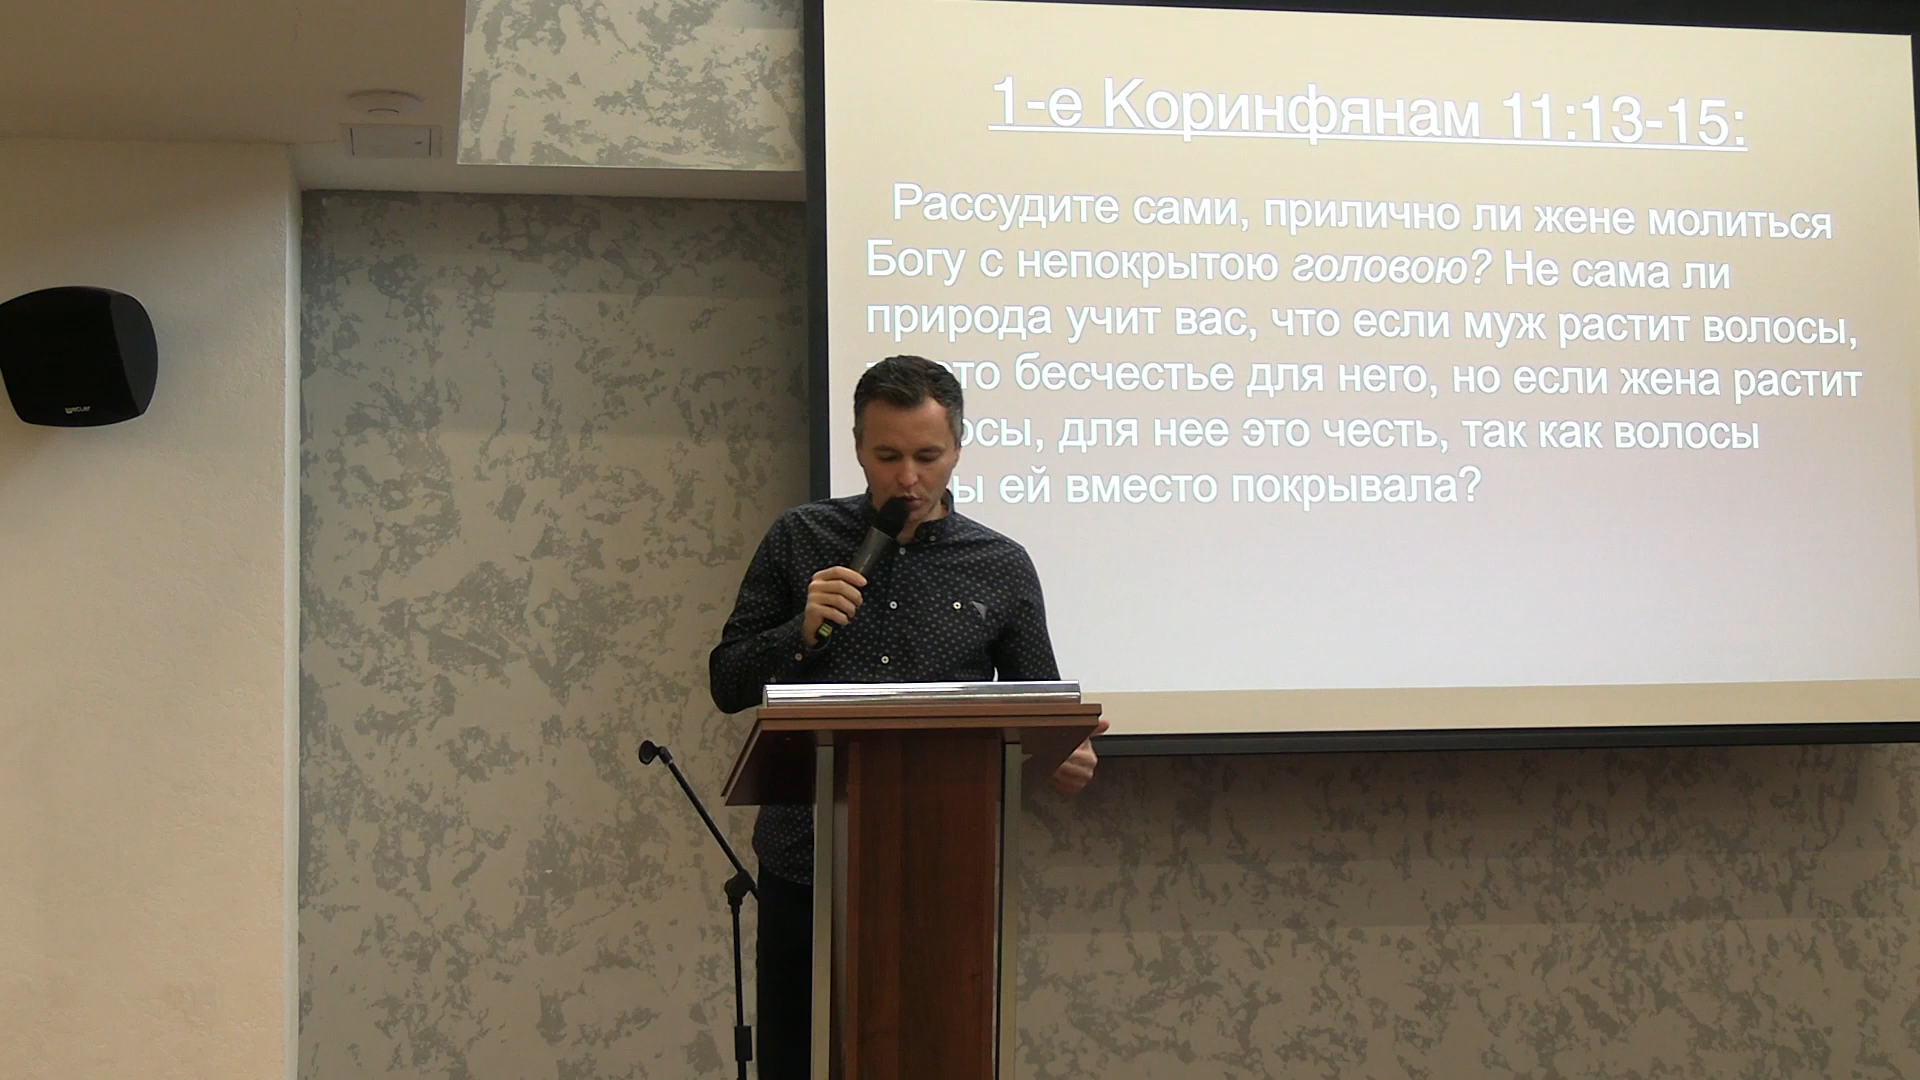 1-е Коринфянам 11:13-15:
Рассудите сами, прилично ли жене молиться
Богу с непокрытою головою? Не сама ли
природа учит вас, что если муж растит волосы,
это бесчестье для него, но если жена растит
для нее это честь, так как волосы
ей вместо покрывала?